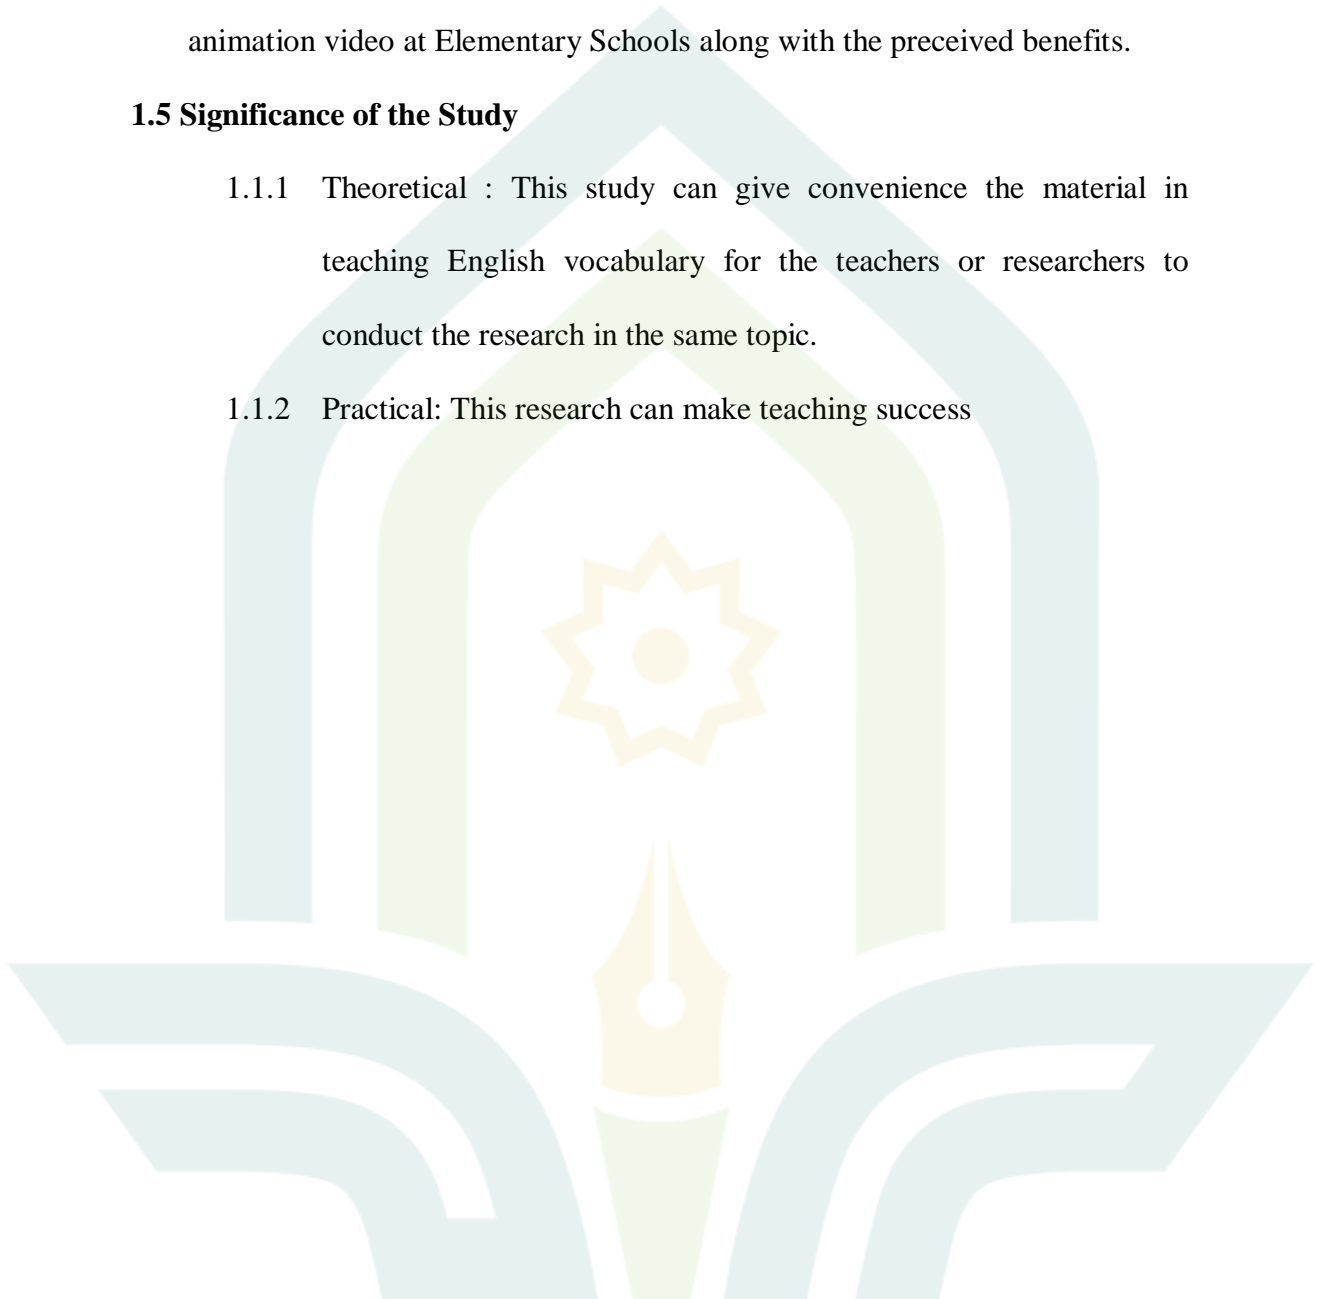 animation video at Elementary Schools along with the preceived benefits.
1.5 Significance of the Study
1.1.1 Theoretical : This study can give convenience the material in
teaching English vocabulary for the teachers or researchers to
conduct the research in the same topic.
1.1.2 Practical: This research can make teaching success